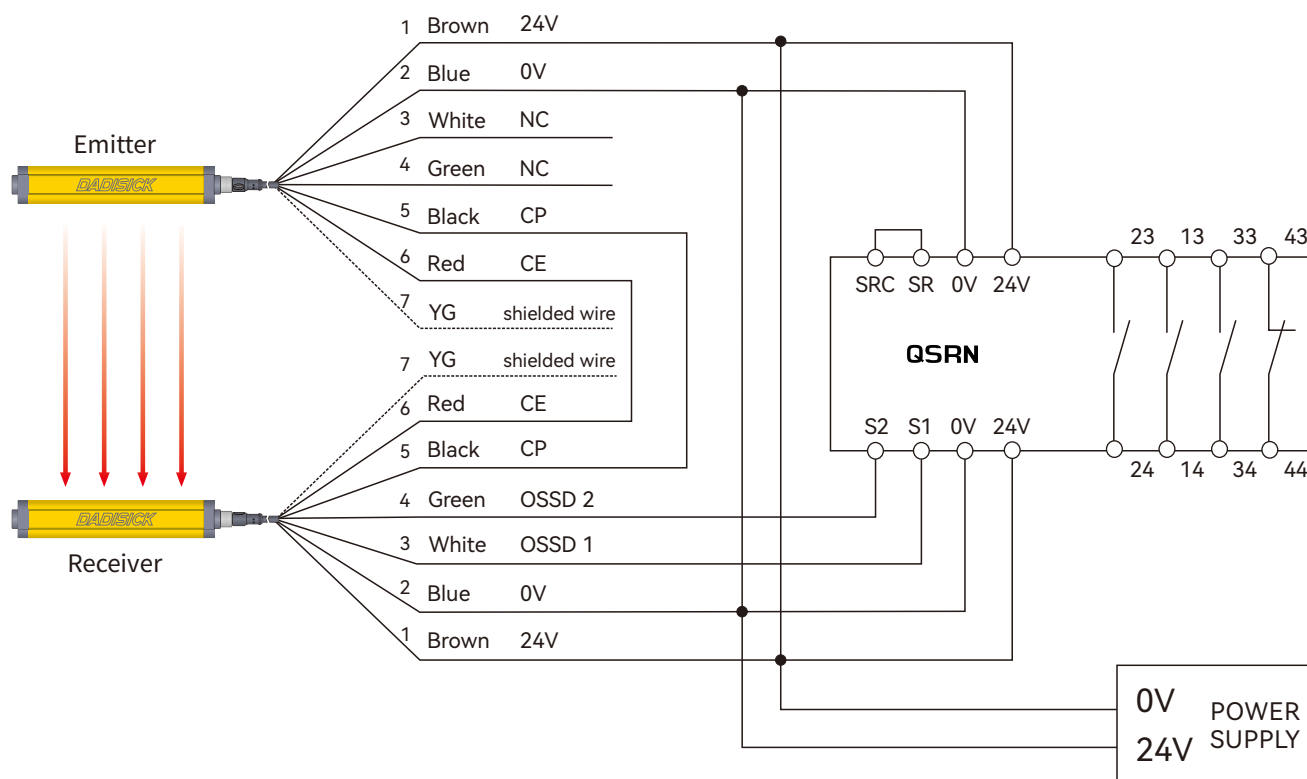 1 Brown 24V
2 Blue 0V
3 White NC
4 Green NC
5 Black CP
6 Red CE
7 YG shielded wire
Emitter
DADISICK
7 YG shielded wire
6 Red CE
5 Black CP
4 Green OSSD 2
3 White OSSD 1
2 Blue 0V
1 Brown 24V
DADISICK
Receiver
SRC SR 0V 24V
QSRN
S2 S1 0V 24V
23 13 33 43
24 14 34 44
0V
24V
POWER
SUPPLY